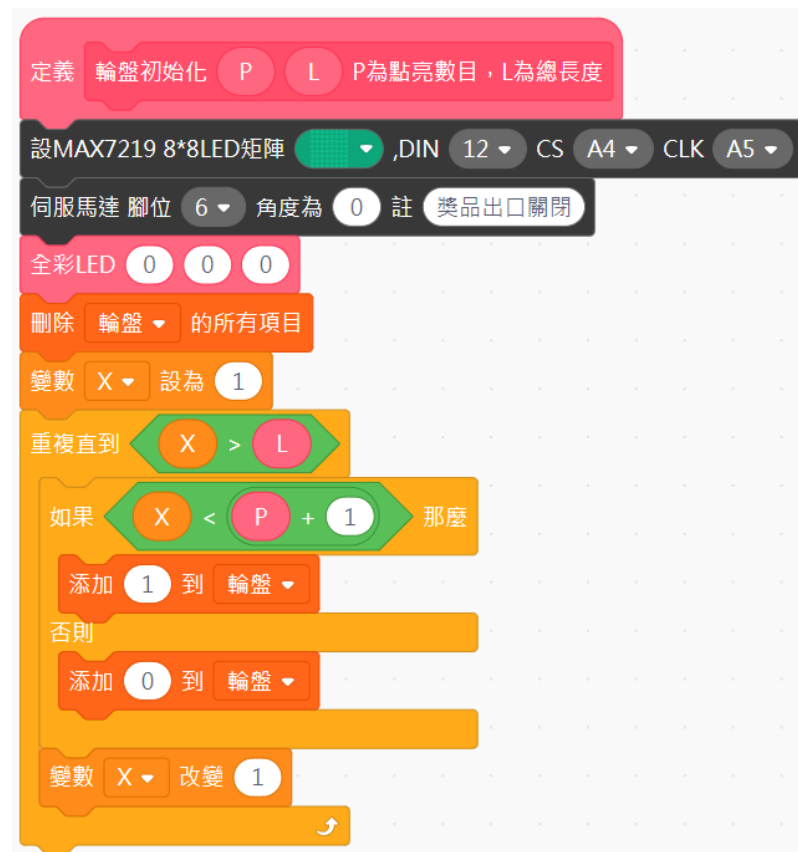 定義 輪盤初始化 P L P為點亮數目，L為總長度
設MAX7219 8*8LED矩陣 ,DIN 12 CS A4 CLK A5
伺服馬達 腳位 6 角度為 0 註 獎品出口關閉
全彩LED 0 0 0
刪除 輪盤 的所有項目
變數 X 設為 1
重複直到 X > L
如果 X < P + 1 那麼
添加 1 到 輪盤
否則
添加 0 到 輪盤
變數 X 改變 1